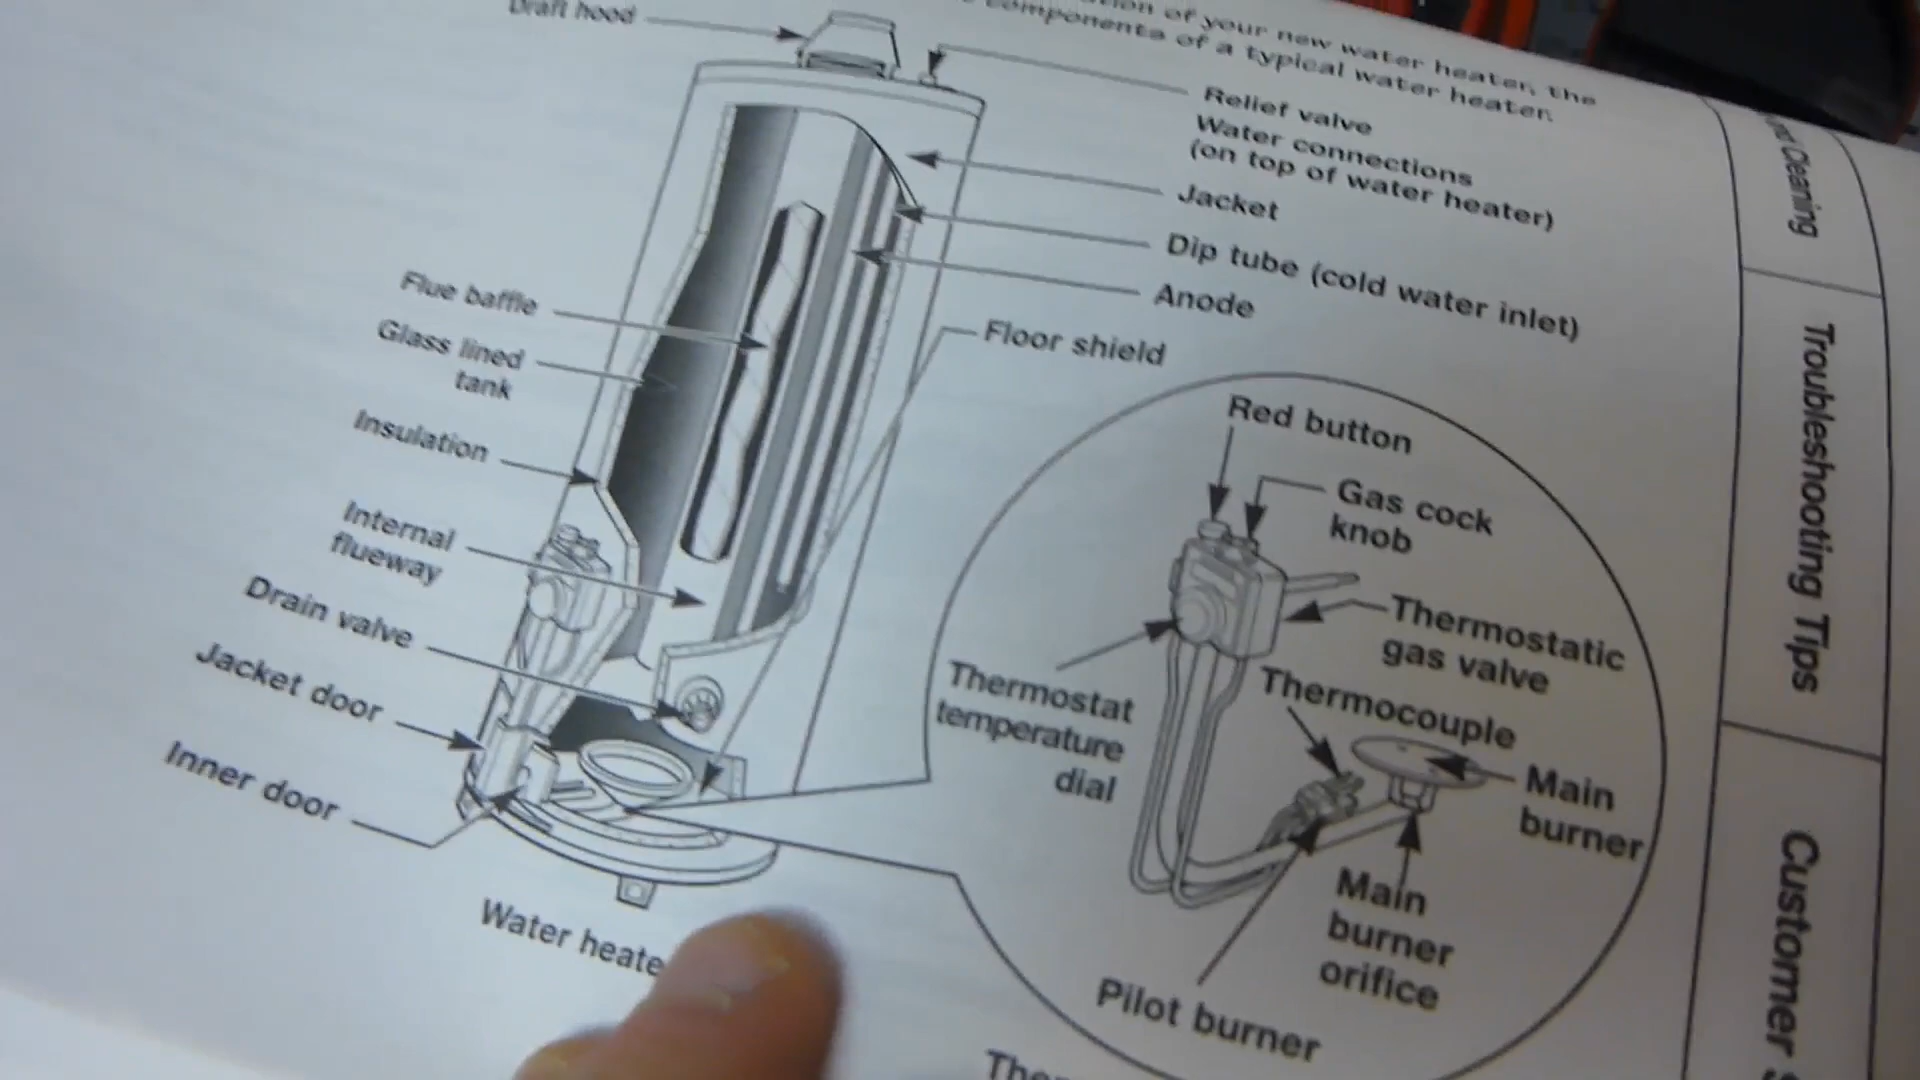 Draft hood
ion of your new water heater, the
components of a typical water heater.
Relief valve
Water connections
(on top of water heater)
Jacket
Dip tube (cold water inlet)
Anode
Floor shield
Flue baffle
Glass lined
tank
Insulation
Internal
flueway
Drain valve
Jacket door
Inner door
Water heate
Red button
Gas cock
knob
Thermostatic
gas valve
Thermostat
temperature
dial
Thermocouple
Main
burner
Main
burner
orifice
Pilot burner
Cleaning
Troubleshooting Tips
Customer S